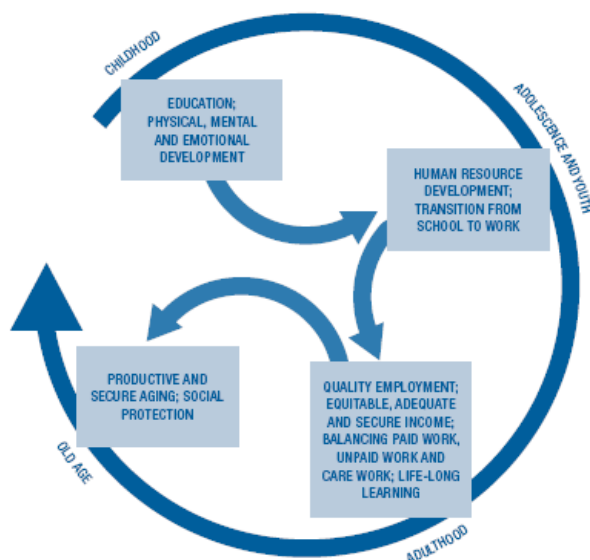 CHILDHOOD
EDUCATION;
PHYSICAL, MENTAL
AND EMOTIONAL
DEVELOPMENT
ADOLESCENCE AND YOUTH
HUMAN RESOURCE
DEVELOPMENT;
TRANSITION FROM
SCHOOL TO WORK
QUALITY EMPLOYMENT;
EQUITABLE, ADEQUATE
AND SECURE INCOME;
BALANCING PAID WORK,
UNPAID WORK AND
CARE WORK; LIFE-LONG
LEARNING
ADULTHOOD
PRODUCTIVE AND
SECURE AGING; SOCIAL
PROTECTION
OLD AGE